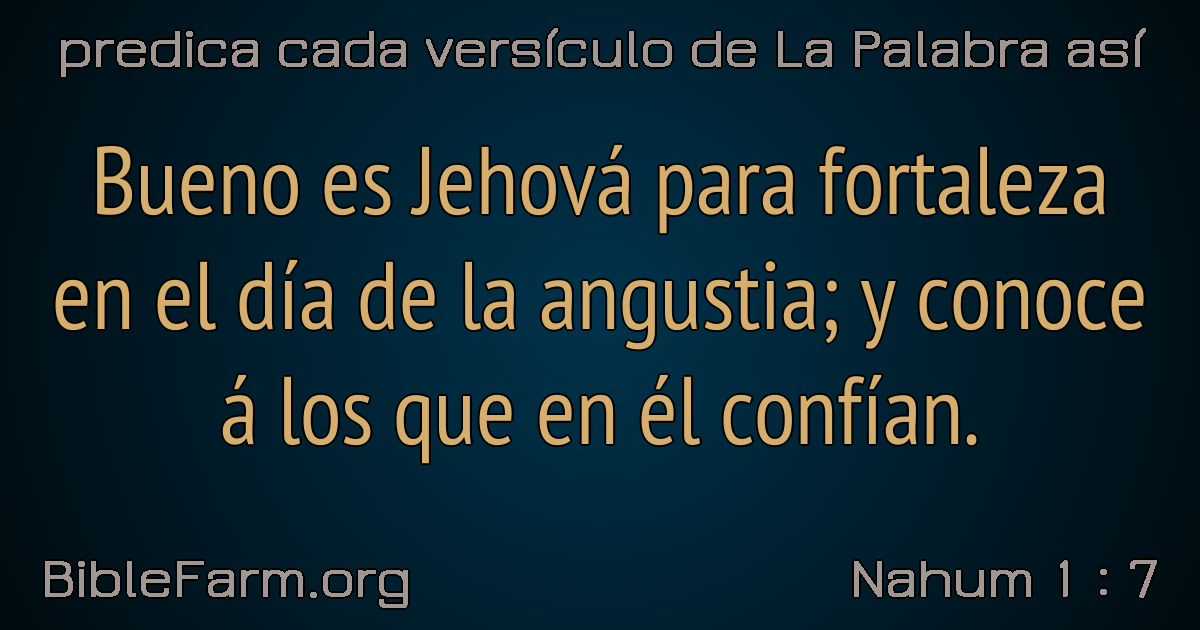 predica cada versículo de La Palabra así
Bueno es Jehová para fortaleza
en el día de la angustia; y conoce
á los que en él confían.
BibleFarm.org
Nahum 1 : 7